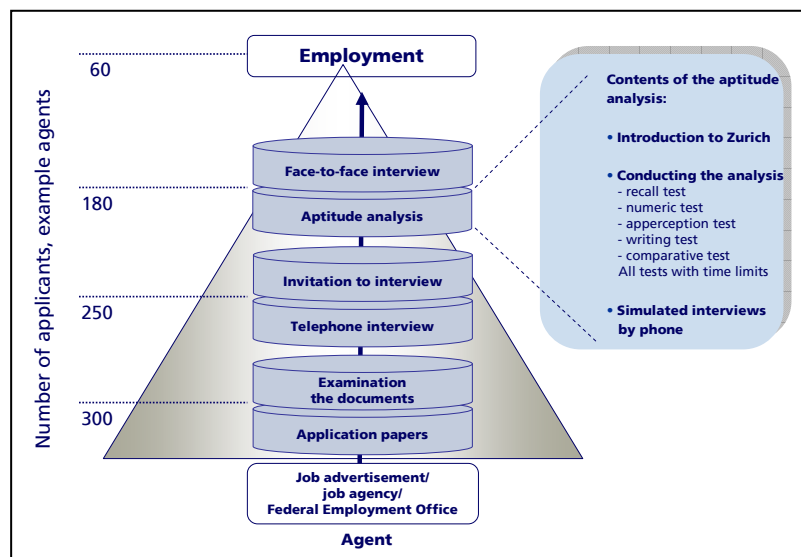 Number of applicants, example agents
60
180
250
300
Employment
Face-to-face interview
Aptitude analysis
Invitation to interview
Telephone interview
Examination
the documents
Application papers
Job advertisement/
job agency/
Federal Employment Office
Agent
Contents of the aptitude
analysis:
• Introduction to Zurich
• Conducting the analysis
- recall test
- numeric test
- apperception test
- writing test
- comparative test
All tests with time limits
• Simulated interviews
by phone